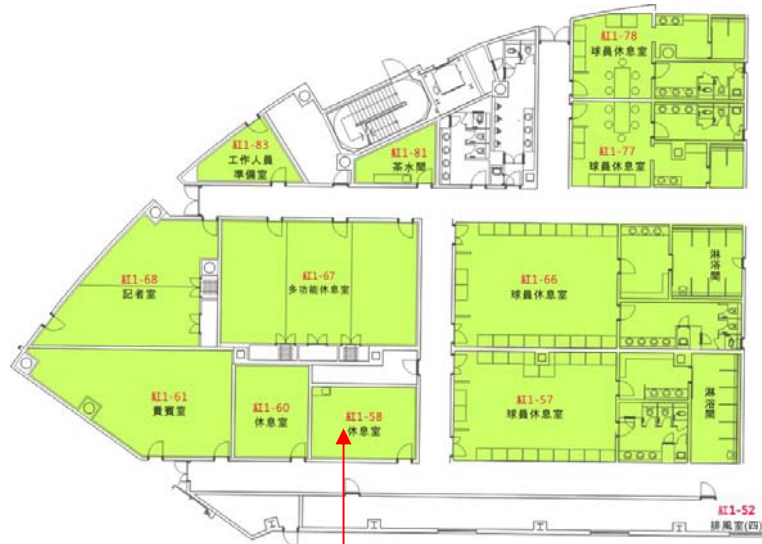 紅1-78
球員休息室
紅1-83
工作人員
準備室
紅1-81
茶水間
紅1-77
球員休息室
紅1-68
記者室
紅1-67
多功能休息室
紅1-66
球員休息室
淋浴間
紅1-61
貴賓室
紅1-60
休息室
紅1-58
休息室
紅1-57
球員休息室
淋浴間
紅1-52
排風室(四)